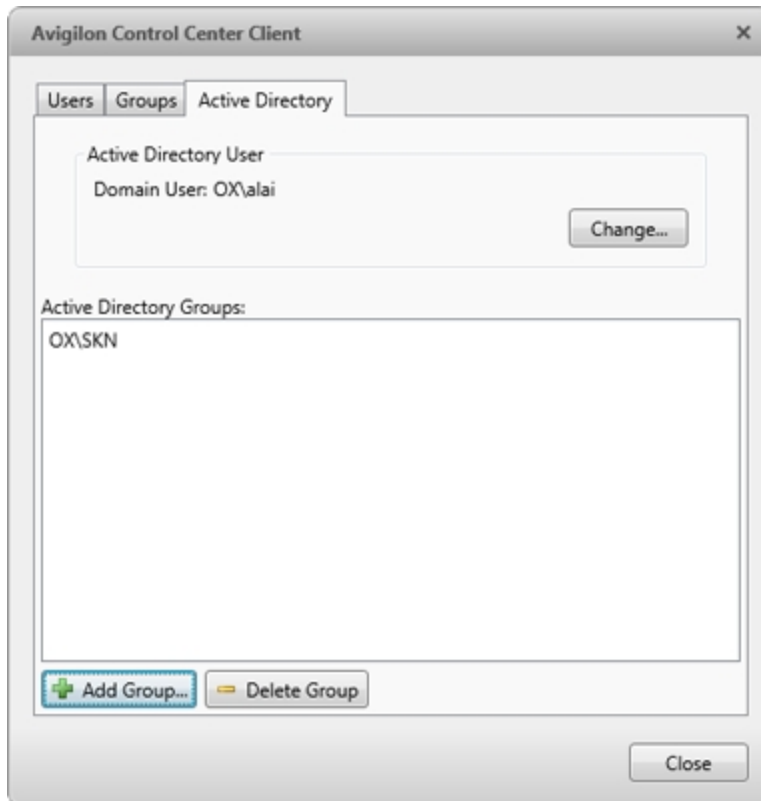 Avigilon Control Center Client
Users Groups Active Directory
Active Directory User
Domain User: OX\alai
Change...
Active Directory Groups:
OX\SKN
Add Group... Delete Group
Close